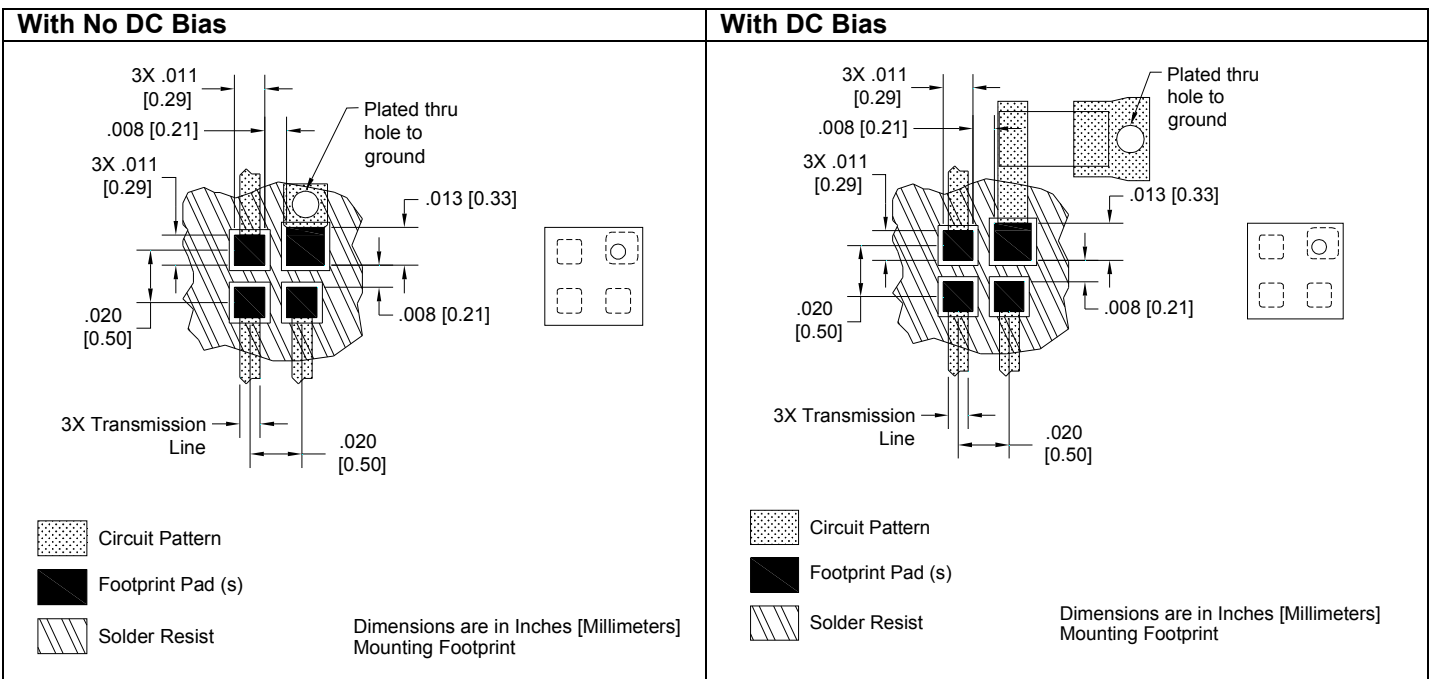 With No DC Bias
3X .011
[0.29]
.008 [0.21]
Plated thru
hole to
ground
3X .011
[0.29]
.013 [0.33]
.020
[0.50]
.008 [0.21]
3X Transmission
Line
.020
[0.50]
Circuit Pattern
Footprint Pad (s)
Solder Resist
Dimensions are in Inches [Millimeters]
Mounting Footprint
With DC Bias
3X .011
[0.29]
.008 [0.21]
Plated thru
hole to
ground
3X .011
[0.29]
.013 [0.33]
.020
[0.50]
.008 [0.21]
3X Transmission
Line
.020
[0.50]
Circuit Pattern
Footprint Pad (s)
Solder Resist
Dimensions are in Inches [Millimeters]
Mounting Footprint